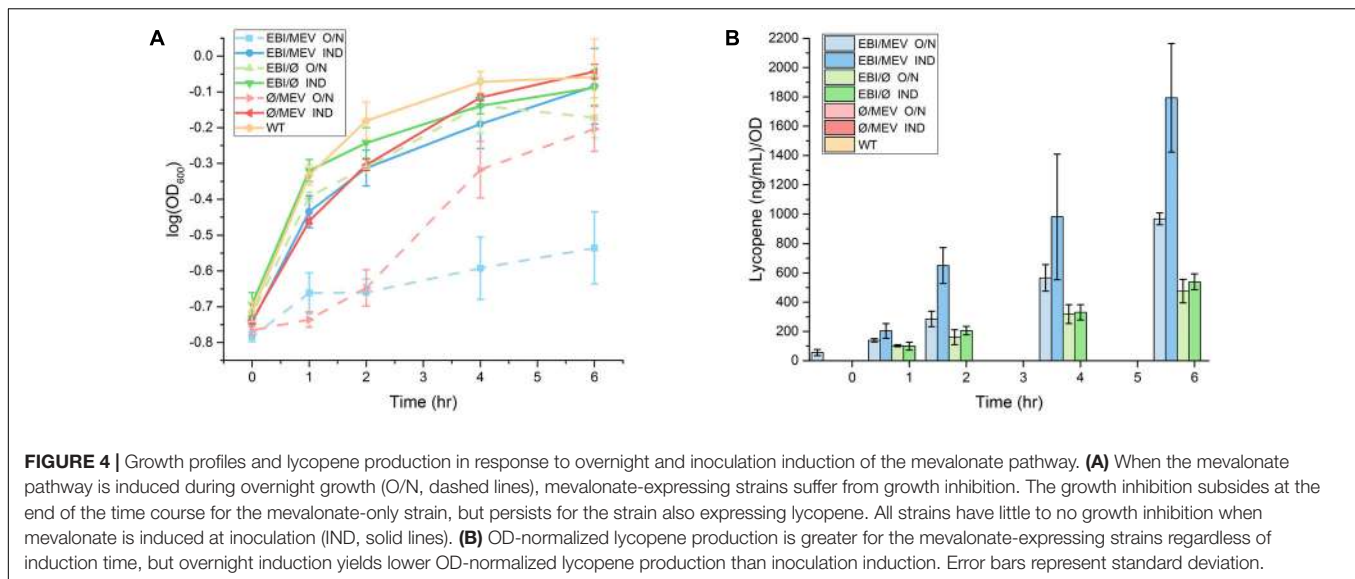 A
EBI/MEV O/N
EBI/MEV IND
EBI/Ø O/N
EBI/Ø IND
Ø/MEV O/N
Ø/MEV IND
WT
0.0
-0.1
-0.2
-0.3
-0.4
-0.5
-0.6
-0.7
-0.8
log(OD600)
0 1 2 3 4 5 6
Time (hr)
B
EBI/MEV O/N
EBI/MEV IND
EBI/Ø O/N
EBI/Ø IND
Ø/MEV O/N
Ø/MEV IND
WT
2200
2000
1800
1600
1400
1200
1000
800
600
400
200
0
Lycopene (ng/mL)/OD
0 1 2 3 4 5 6
Time (hr)
FIGURE 4 | Growth profiles and lycopene production in response to overnight and inoculation induction of the mevalonate pathway. (A) When the mevalonate
pathway is induced during overnight growth (O/N, dashed lines), mevalonate-expressing strains suffer from growth inhibition. The growth inhibition subsides at the
end of the time course for the mevalonate-only strain, but persists for the strain also expressing lycopene. All strains have little to no growth inhibition when
mevalonate is induced at inoculation (IND, solid lines). (B) OD-normalized lycopene production is greater for the mevalonate-expressing strains regardless of
induction time, but overnight induction yields lower OD-normalized lycopene production than inoculation induction. Error bars represent standard deviation.